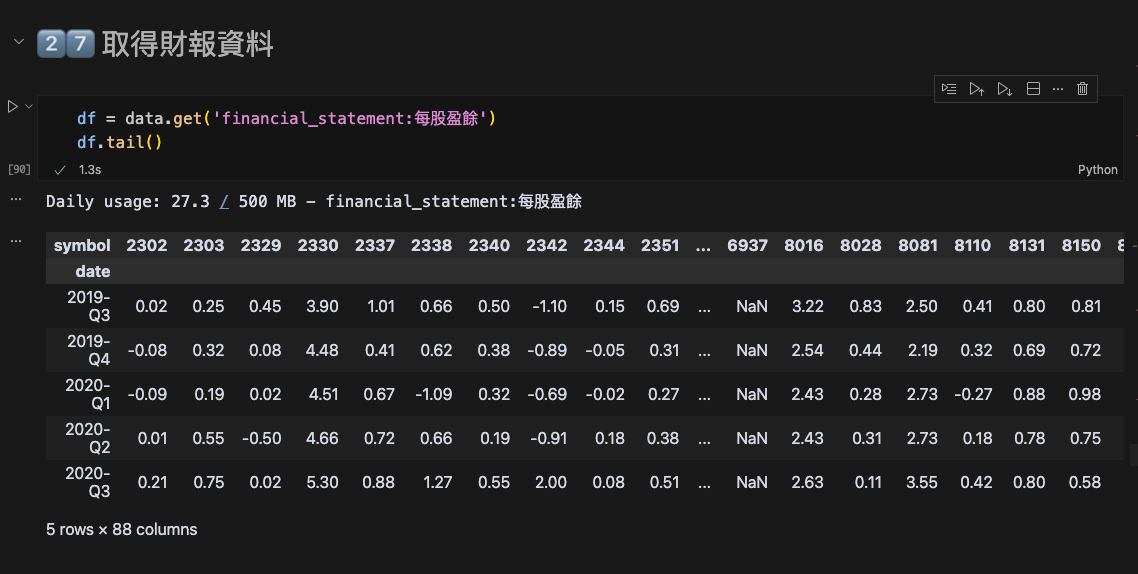 27 取得財報資料
df = data.get('financial_statement:每股盈餘')
df.tail()
[90]
1.3s
Python
Daily usage: 27.3 / 500 MB – financial_statement:每股盈餘
symbol 2302 2303 2329 2330 2337 2338 2340 2342 2344 2351 ... 6937 8016 8028 8081 8110 8131 8150
date
2019-Q3 0.02 0.25 0.45 3.90 1.01 0.66 0.50 -1.10 0.15 0.69 ... NaN 3.22 0.83 2.50 0.41 0.80 0.81
2019-Q4 -0.08 0.32 0.08 4.48 0.41 0.62 0.38 -0.89 -0.05 0.31 ... NaN 2.54 0.44 2.19 0.32 0.69 0.72
2020-Q1 -0.09 0.19 0.02 4.51 0.67 -1.09 0.32 -0.69 -0.02 0.27 ... NaN 2.43 0.28 2.73 -0.27 0.88 0.98
2020-Q2 0.01 0.55 -0.50 4.66 0.72 0.66 0.19 -0.91 0.18 0.38 ... NaN 2.43 0.31 2.73 0.18 0.78 0.75
2020-Q3 0.21 0.75 0.02 5.30 0.88 1.27 0.55 2.00 0.08 0.51 ... NaN 2.63 0.11 3.55 0.42 0.80 0.58
5 rows × 88 columns